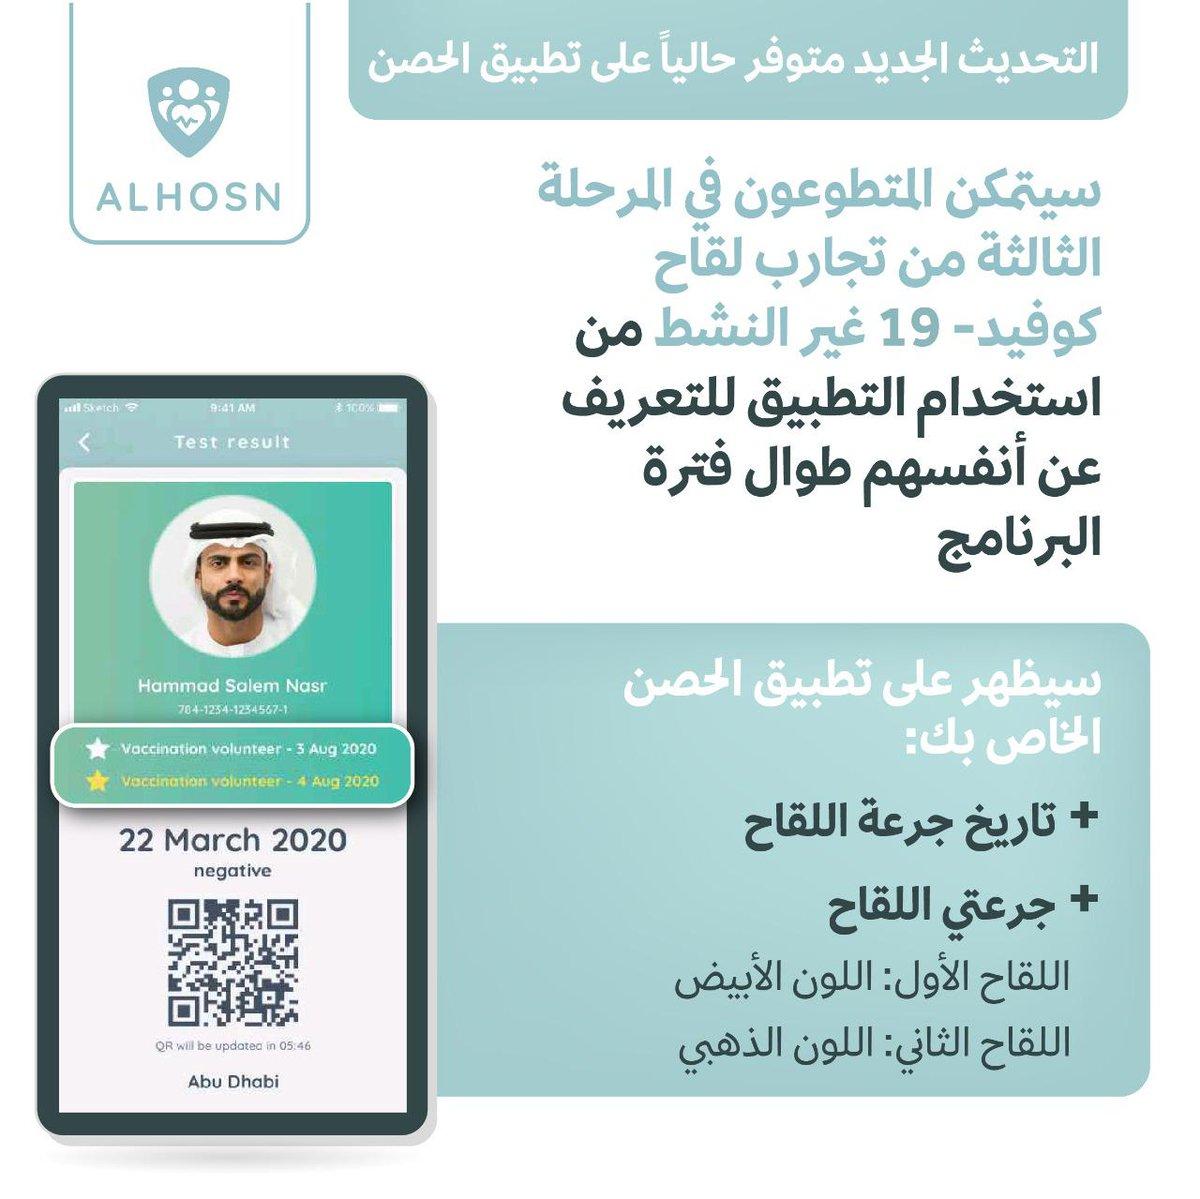 التحديث الجديد متوفر حالياً على تطبيق الحصن
ALHOSN
سيتمكن المتطوعون في المرحلة
الثالثة من تجارب لقاح
كوفيد- 19 غير النشط من
استخدام التطبيق للتعريف
عن أنفسهم طوال فترة
البرنامج
Sketch 9:41 AM 100%
Test result
Hammad Salem Nasr
784-1234-1234567-1
Vaccination volunteer - 3 Aug 2020
Vaccination volunteer - 4 Aug 2020
22 March 2020
negative
QR will be updated in 05:46
Abu Dhabi
سيظهر على تطبيق الحصن
الخاص بك:
+ تاريخ جرعة اللقاح
+ جرعتي اللقاح
اللقاح الأول: اللون الأبيض
اللقاح الثاني: اللون الذهبي